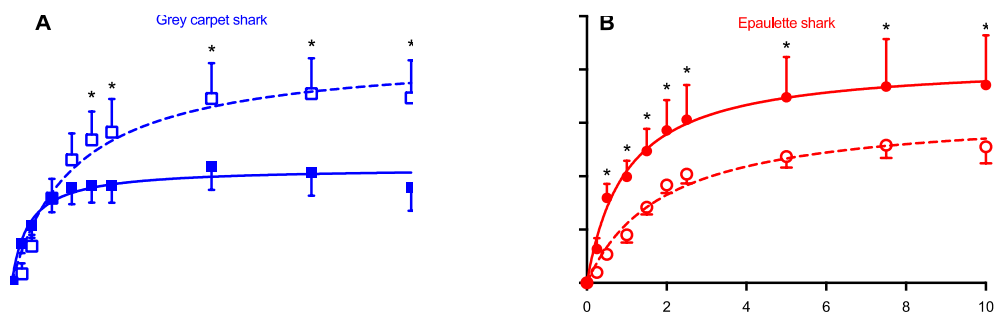 A
Grey carpet shark
* * * * *
B
Epaulette shark
* * * * * * * *
0 2 4 6 8 10